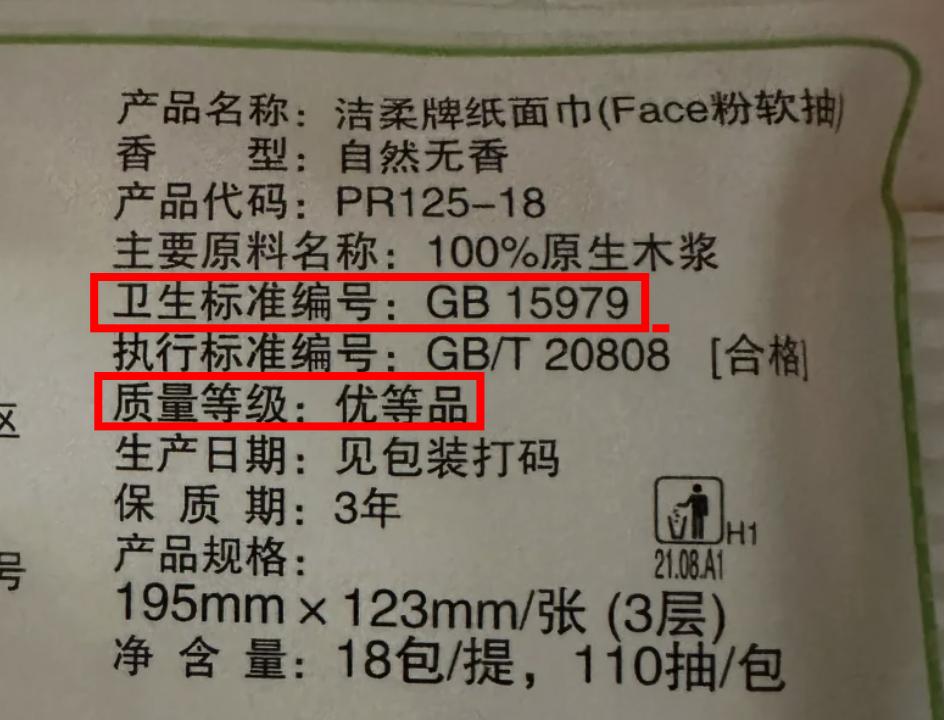 产品名称：洁柔牌纸面巾(Face粉软抽)
香 型：自然无香
产品代码：PR125-18
主要原料名称：100%原生木浆
卫生标准编号：GB 15979
执行标准编号：GB/T 20808 [合格]
质量等级：优等品
区
生产日期：见包装打码
保 质 期：3年
H1
21.08.A1
产品规格：
号
195mm×123mm/张 (3层)
净 含 量：18包/提，110抽/包